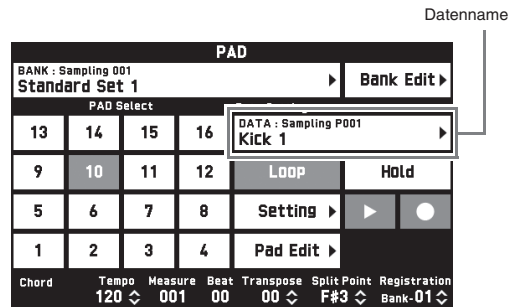 Datenname
PAD
BANK : Sampling 001
Standard Set 1
Bank Edit
PAD Select
13 14 15 16
DATA : Sampling P001
Kick 1
9 10 11 12 Loop Hold
5 6 7 8 Setting
1 2 3 4 Pad Edit
Chord Tempo Measure Beat Transpose Split Point Registration
120 001 00 00 F#3 Bank-01